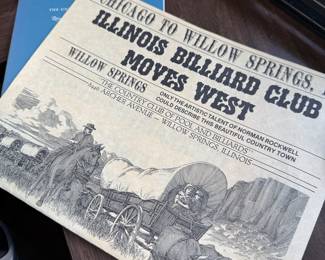 CHICAGO TO WILLOW SPRINGS,
ILLINOIS BILLIARD CLUB
MOVES WEST
WILLOW SPRINGS
ONLY THE ARTISTIC TALENT OF NORMAN ROCKWELL
COULD DESCRIBE THIS BEAUTIFUL COUNTRY TOWN
THE COUNTRY CLUB OF POOL AND BILLIARDS
ARCHER AVENUE — WILLOW SPRINGS, ILLINOIS